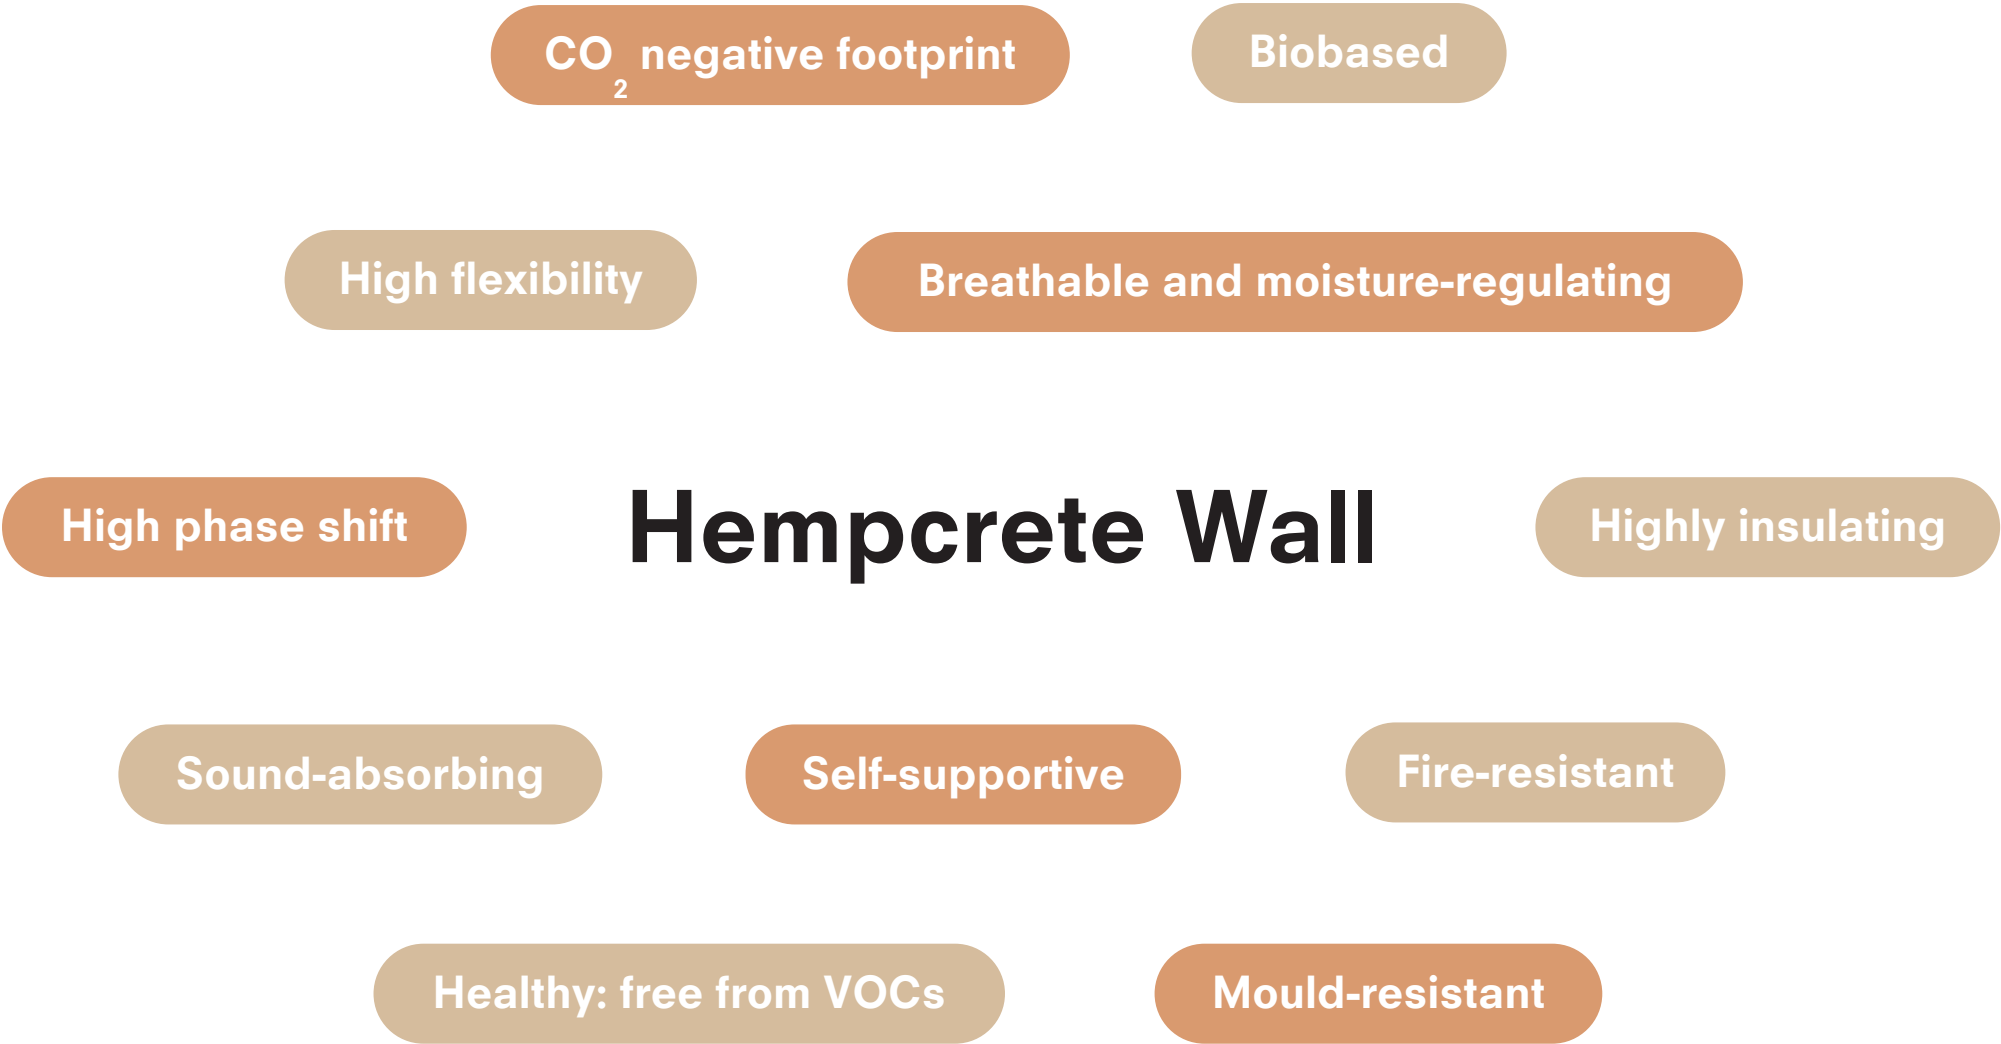 CO₂ negative footprint
Biobased
High flexibility
Breathable and moisture-regulating
High phase shift
Hempcrete Wall
Highly insulating
Sound-absorbing
Self-supportive
Fire-resistant
Healthy: free from VOCs
Mould-resistant